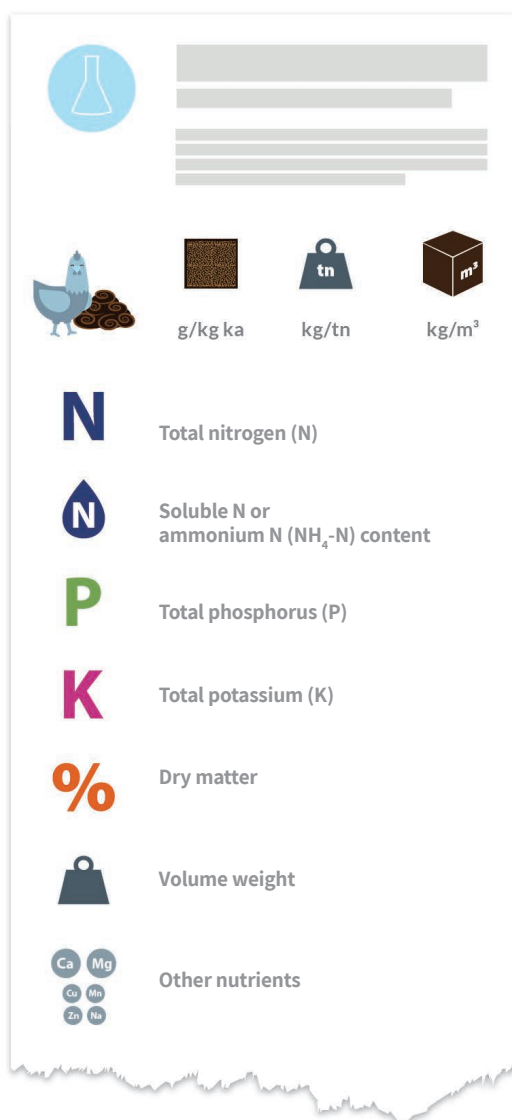 tn
m³
g/kg ka
kg/tn
kg/m³
N
Total nitrogen (N)
N
Soluble N or
ammonium N (NH₄-N) content
P
Total phosphorus (P)
K
Total potassium (K)
%
Dry matter
Volume weight
Ca Mg
Cu Mn
Zn Na
Other nutrients